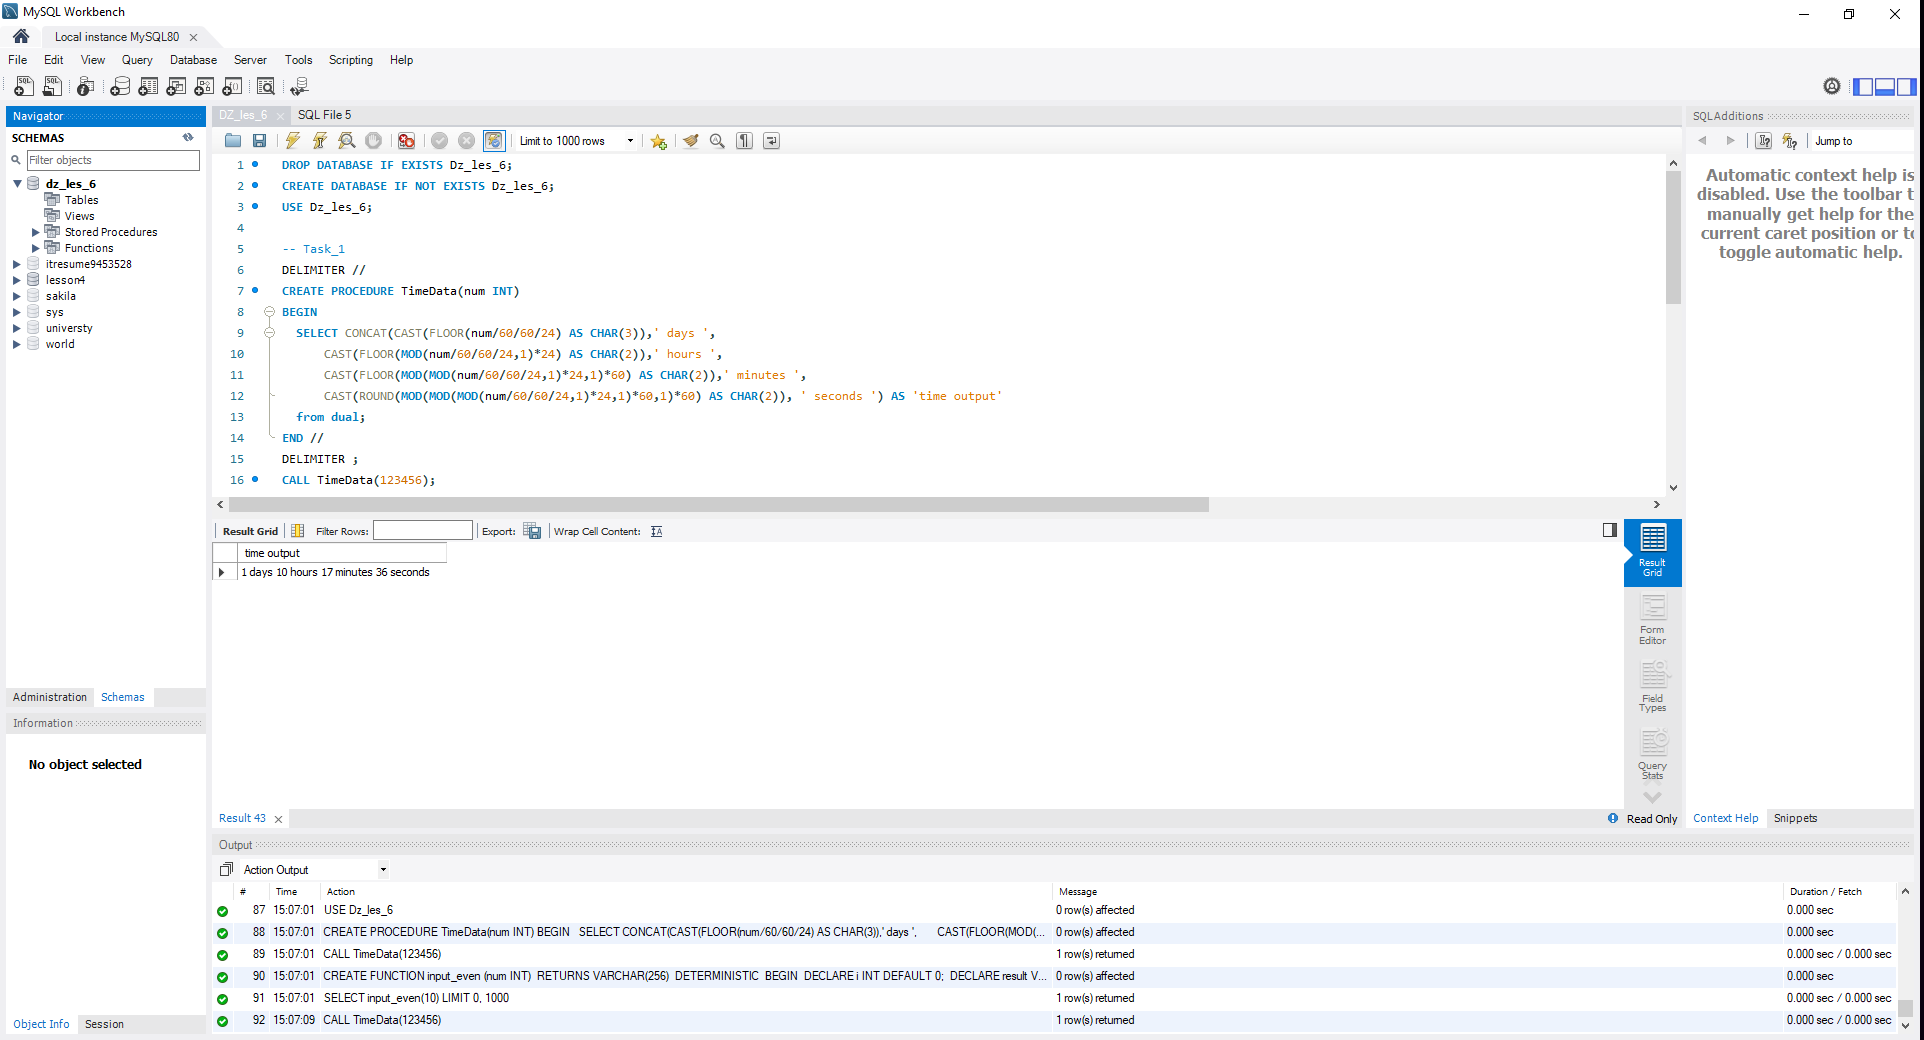 MySQL Workbench
Local instance MySQL80
File Edit View Query Database Server Tools Scripting Help
Navigator
SCHEMAS
Filter objects
dz_les_6
Tables
Views
Stored Procedures
Functions
itresume9453528
lesson4
sakila
sys
universty
world
Administration Schemas
Information
No object selected
Object Info Session
DZ_les_6 SQL File 5
Limit to 1000 rows
1 DROP DATABASE IF EXISTS Dz_les_6;
2 CREATE DATABASE IF NOT EXISTS Dz_les_6;
3 USE Dz_les_6;
4
5 -- Task_1
6 DELIMITER //
7 CREATE PROCEDURE TimeData(num INT)
8 BEGIN
9 SELECT CONCAT(CAST(FLOOR(num/60/60/24) AS CHAR(3)),' days ',
10 CAST(FLOOR(MOD(num/60/60/24,1)*24) AS CHAR(2)),' hours ',
11 CAST(FLOOR(MOD(MOD(num/60/60/24,1)*24,1)*60) AS CHAR(2)),' minutes ',
12 CAST(ROUND(MOD(MOD(MOD(num/60/60/24,1)*24,1)*60,1)*60) AS CHAR(2)), ' seconds ') AS 'time output'
13 from dual;
14 END //
15 DELIMITER ;
16 CALL TimeData(123456);
Result Grid Filter Rows: Export: Wrap Cell Content:
time output
1 days 10 hours 17 minutes 36 seconds
Result Grid
Form Editor
Field Types
Query Stats
Result 43
Read Only
SQLAdditions
Jump to
Automatic context help is
disabled. Use the toolbar t
manually get help for the
current caret position or to
toggle automatic help.
Context Help Snippets
Output
Action Output
# Time Action Message Duration / Fetch
87 15:07:01 USE Dz_les_6 0 row(s) affected 0.000 sec
88 15:07:01 CREATE PROCEDURE TimeData(num INT) BEGIN SELECT CONCAT(CAST(FLOOR(num/60/60/24) AS CHAR(3)),' days ', CAST(FLOOR(MOD(... 0 row(s) affected 0.000 sec
89 15:07:01 CALL TimeData(123456) 1 row(s) returned 0.000 sec / 0.000 sec
90 15:07:01 CREATE FUNCTION input_even (num INT) RETURNS VARCHAR(256) DETERMINISTIC BEGIN DECLARE i INT DEFAULT 0; DECLARE result V... 0 row(s) affected 0.000 sec
91 15:07:01 SELECT input_even(10) LIMIT 0, 1000 1 row(s) returned 0.000 sec / 0.000 sec
92 15:07:09 CALL TimeData(123456) 1 row(s) returned 0.000 sec / 0.000 sec